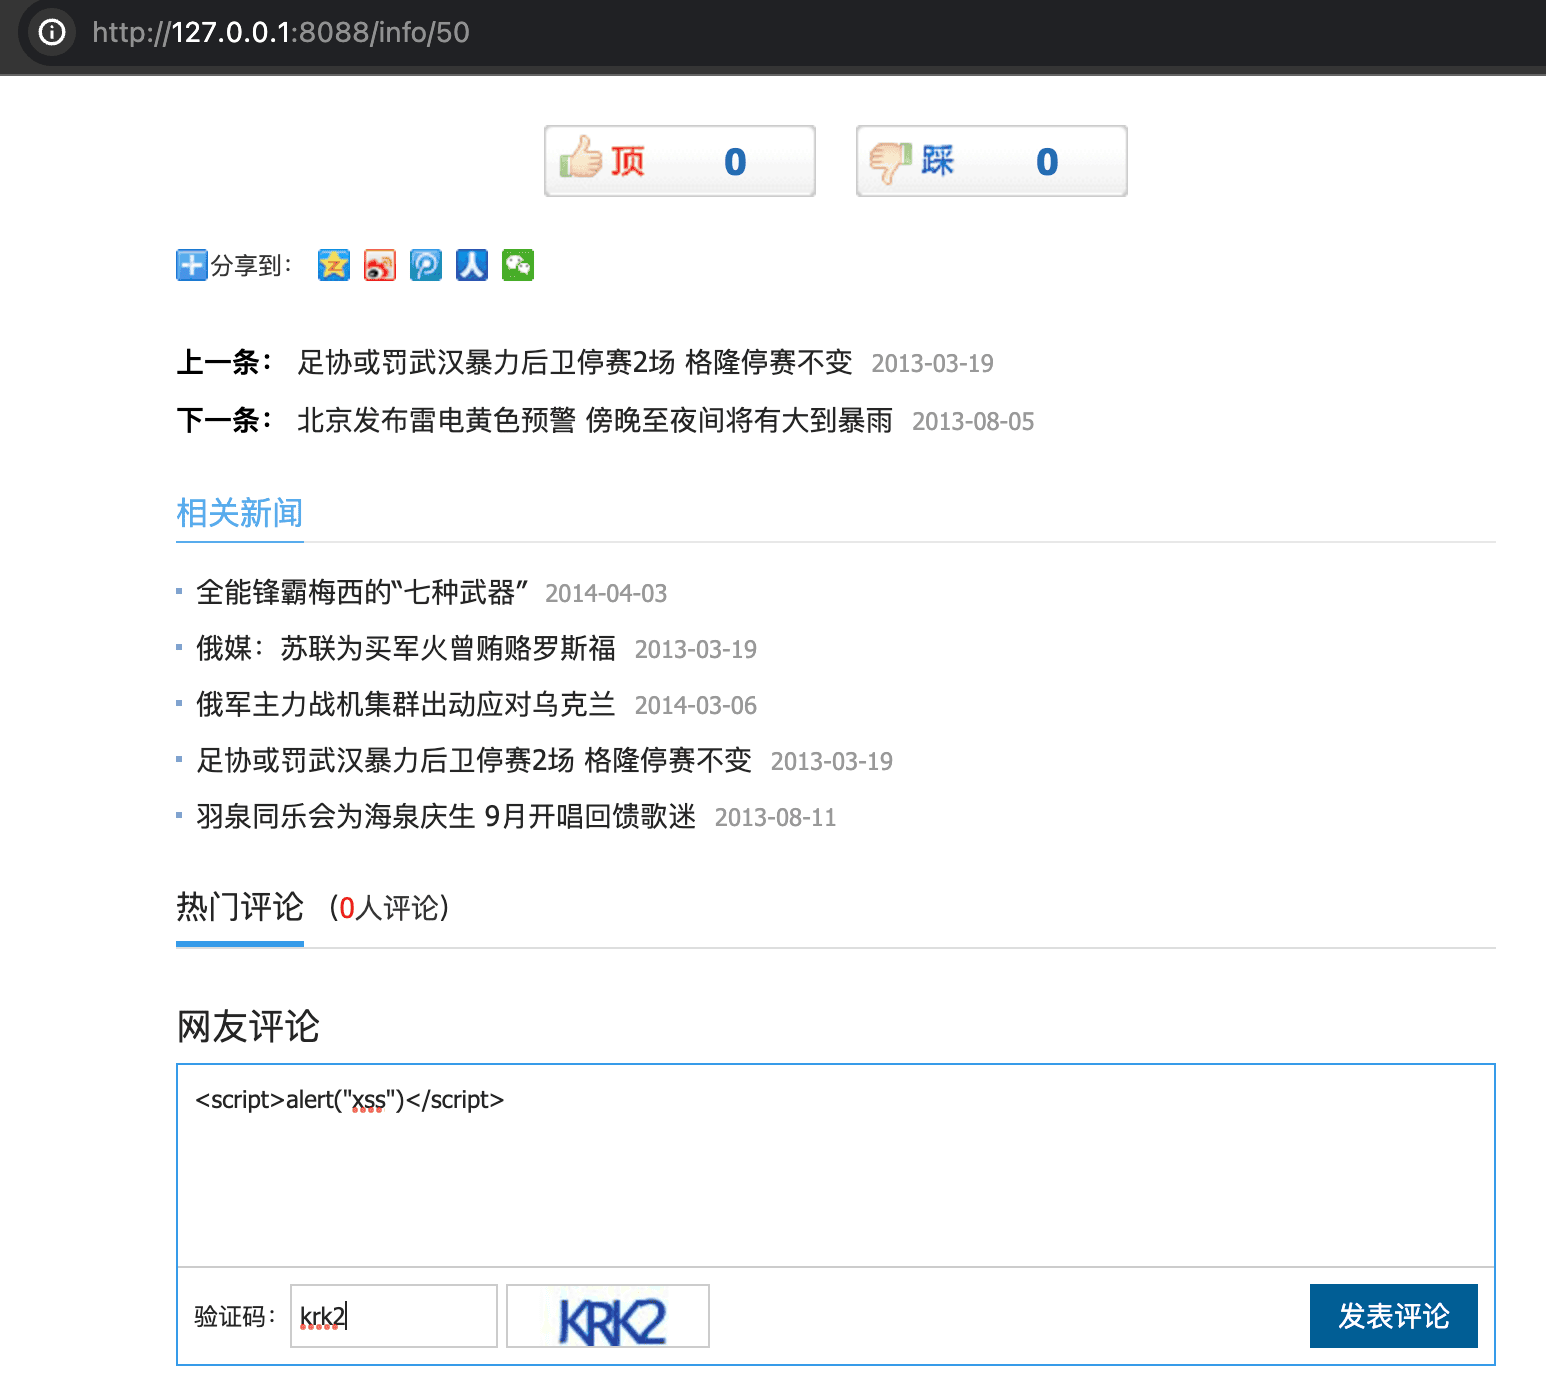 http://127.0.0.1:8088/info/50
顶 0 踩 0
分享到：
上一条： 足协或罚武汉暴力后卫停赛2场 格隆停赛不变 2013-03-19
下一条： 北京发布雷电黄色预警 傍晚至夜间将有大到暴雨 2013-08-05
相关新闻
全能锋霸梅西的“七种武器” 2014-04-03
俄媒：苏联为买军火曾贿赂罗斯福 2013-03-19
俄军主力战机集群出动应对乌克兰 2014-03-06
足协或罚武汉暴力后卫停赛2场 格隆停赛不变 2013-03-19
羽泉同乐会为海泉庆生 9月开唱回馈歌迷 2013-08-11
热门评论 (0人评论)
网友评论
<script>alert("xss")</script>
验证码： krk2 KRK2 发表评论